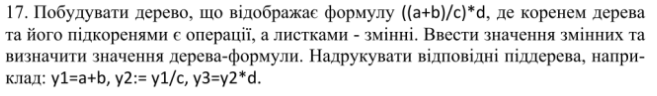 17. Побудувати дерево, що відображає формулу ((a+b)/c)*d, де коренем дерева
та його підкоренями є операції, а листками - змінні. Ввести значення змінних та
визначити значення дерева-формули. Надрукувати відповідні піддерева, напри-
клад: y1=a+b, y2:= y1/c, y3=y2*d.